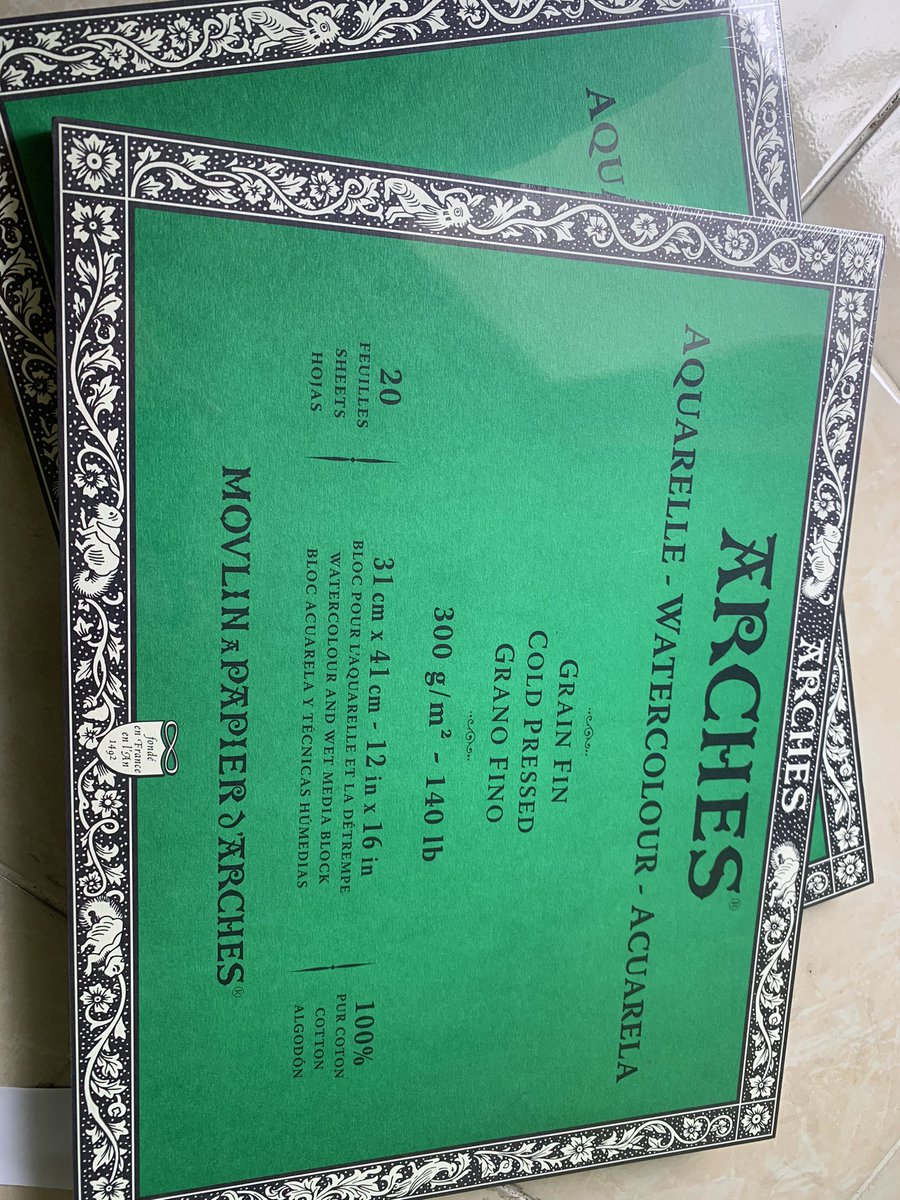 ARCHES
ARCHES®
AQUARELLE - WATERCOLOUR - ACUARELA
GRAIN FIN
COLD PRESSED
GRANO FINO
300 g/m² - 140 lb
20
FEUILLES
SHEETS
HOJAS
31 cm x 41 cm - 12 in x 16 in
BLOC POUR L'AQUARELLE ET LA DÉTREMPE
WATERCOLOUR AND WET MEDIA BLOCK
BLOC ACUARELA Y TÉCNICAS HÚMEDIAS
100%
PUR COTON
COTTON
ALGODÓN
MOVLIN A PAPIER D'ARCHES®
fondé
en France
en l'An
1492
AQU